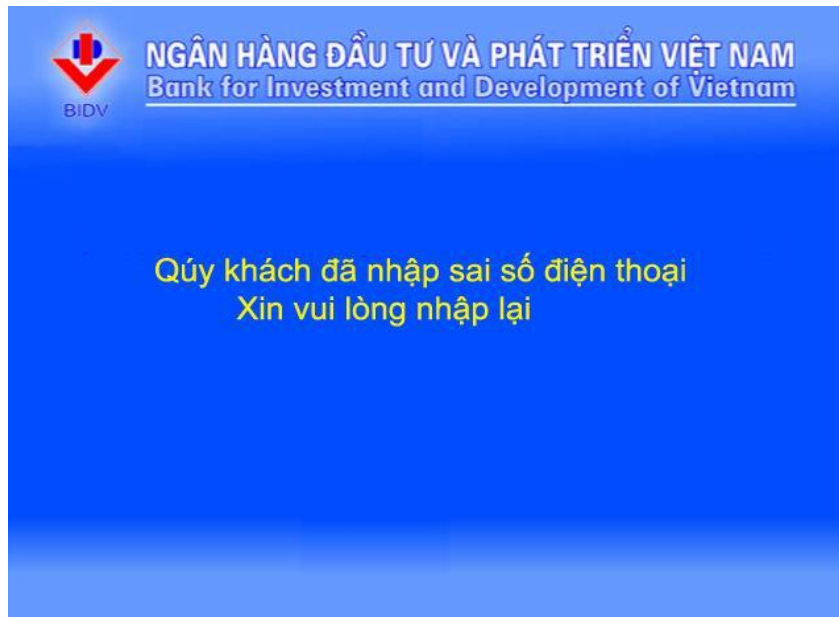 NGÂN HÀNG ĐẦU TƯ VÀ PHÁT TRIỂN VIỆT NAM
Bank for Investment and Development of Vietnam
BIDV
Qúy khách đã nhập sai số điện thoại
Xin vui lòng nhập lại